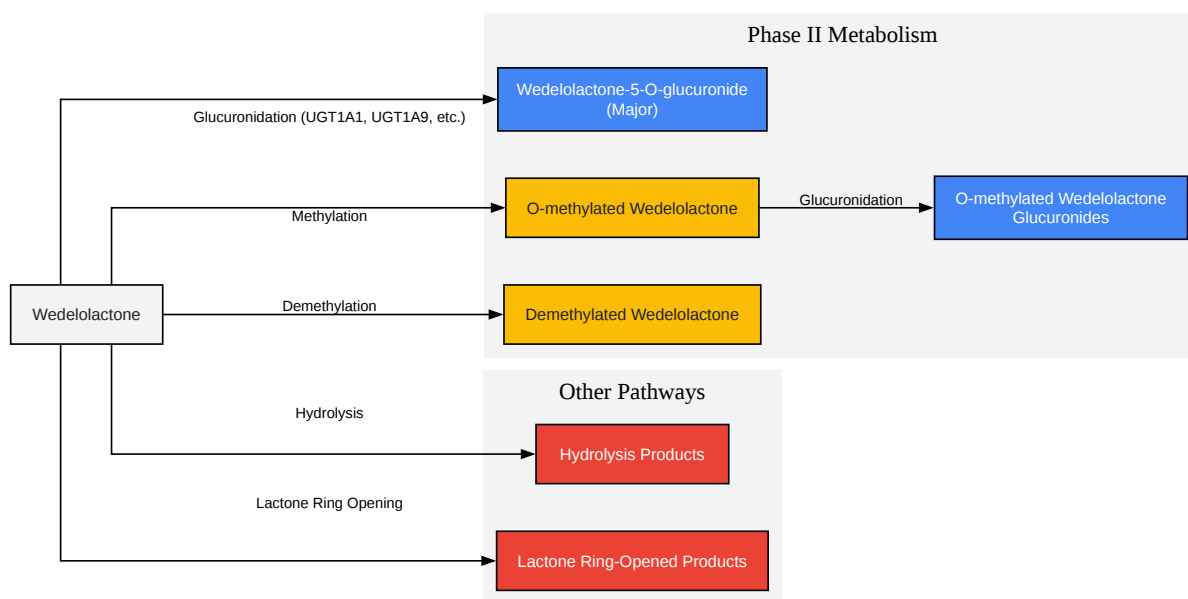 Phase II Metabolism
Wedelolactone-5-O-glucuronide
(Major)
Glucuronidation (UGT1A1, UGT1A9, etc.)
O-methylated Wedelolactone
Glucuronidation
O-methylated Wedelolactone
Glucuronides
Methylation
Wedelolactone
Demethylation
Demethylated Wedelolactone
Other Pathways
Hydrolysis
Hydrolysis Products
Lactone Ring Opening
Lactone Ring-Opened Products